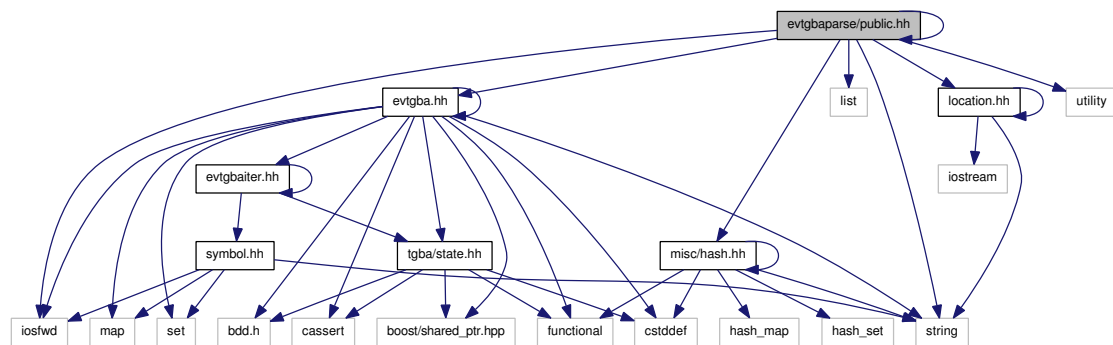 evtgbaparse/public.hh
evtgba.hh
list
location.hh
utility
evtgbaiter.hh
iostream
symbol.hh
tgba/state.hh
misc/hash.hh
iosfwd
map
set
bdd.h
cassert
boost/shared_ptr.hpp
functional
cstddef
hash_map
hash_set
string